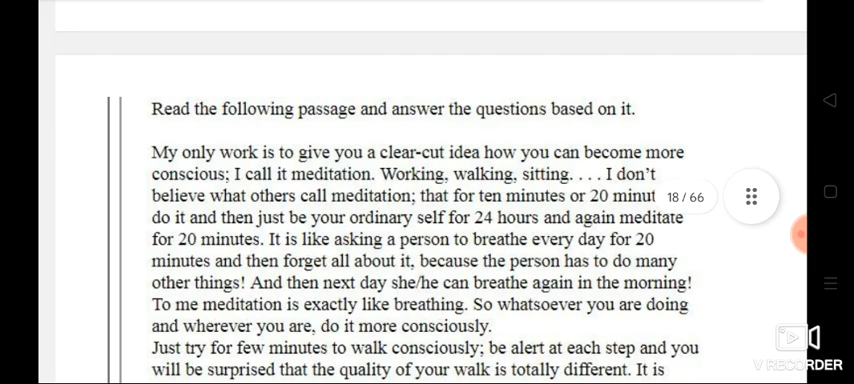 Read the following passage and answer the questions based on it.
My only work is to give you a clear-cut idea how you can become more
conscious; I call it meditation. Working, walking, sitting. . . . I don't
believe what others call meditation; that for ten minutes or 20 minut
18 / 66
do it and then just be your ordinary self for 24 hours and again meditate
for 20 minutes. It is like asking a person to breathe every day for 20
minutes and then forget all about it, because the person has to do many
other things! And then next day she/he can breathe again in the morning!
To me meditation is exactly like breathing. So whatsoever you are doing
and wherever you are, do it more consciously.
Just try for few minutes to walk consciously; be alert at each step and you
will be surprised that the quality of your walk is totally different. It is
V RECORDER